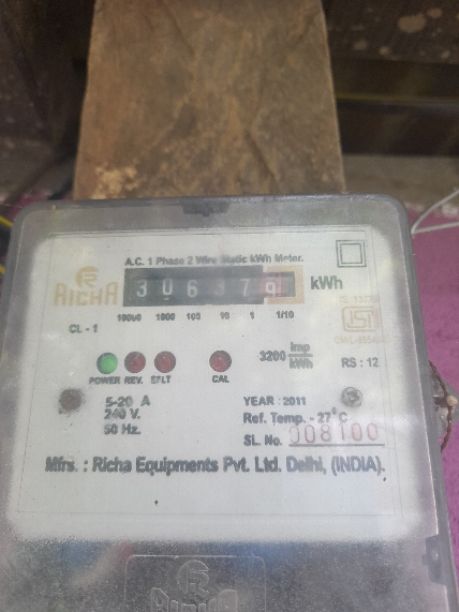 A.C. 1 Phase 2 Wire Static kWh Meter.
RICHA
kWh
10000 1000 100 10 1 1/10
CL - 1
3200 imp/kWh
RS : 12
POWER REV. E/LT CAL
5-20 A
240 V.
50 Hz.
YEAR : 2011
Ref. Temp. - 27°C
SL. No. 008100
Mfrs. : Richa Equipments Pvt. Ltd. Delhi, (INDIA).
RICHA